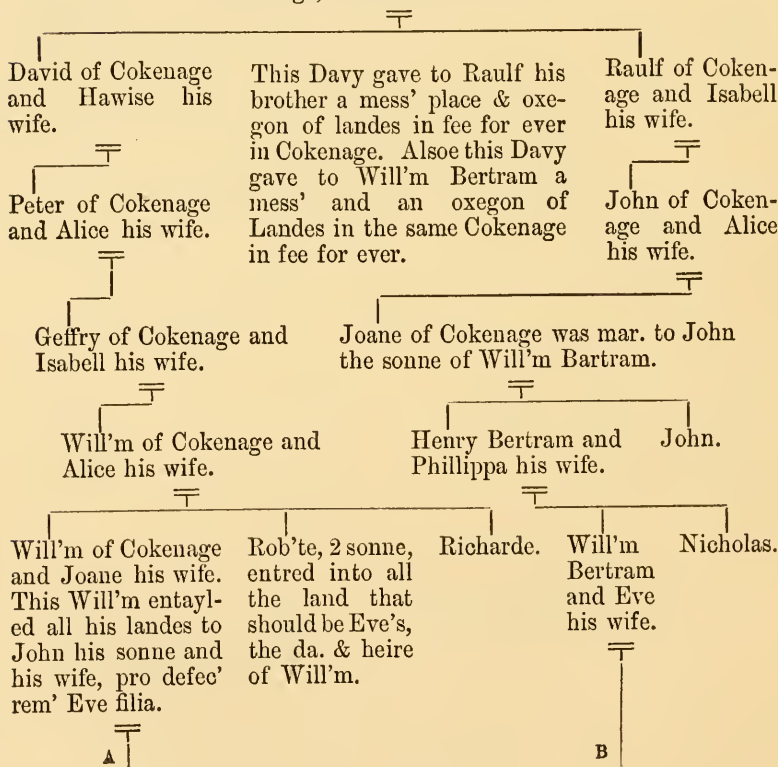 David of Cokenage
and Hawise his
wife.
This Davy gave to Raulf his
brother a mess' place & oxe-
gon of landes in fee for ever
in Cokenage. Alsoe this Davy
gave to Will'm Bertram a
mess' and an oxegon of
Landes in the same Cokenage
in fee for ever.
Raulf of Coken-
age and Isabell
his wife.
Peter of Cokenage
and Alice his wife.
John of Coken-
age and Alice
his wife.
Geffry of Cokenage and
Isabell his wife.
Joane of Cokenage was mar. to John
the sonne of Will'm Bartram.
Will'm of Cokenage and
Alice his wife.
Henry Bertram and
Phillippa his wife.
John.
Will'm of Cokenage
and Joane his wife.
This Will'm entayl-
ed all his landes to
John his sonne and
his wife, pro defec'
rem' Eve filia.
Rob'te, 2 sonne,
entred into all
the land that
should be Eve's,
the da. & heire
of Will'm.
Richarde.
Will'm
Bertram
and Eve
his wife.
Nicholas.
A
B